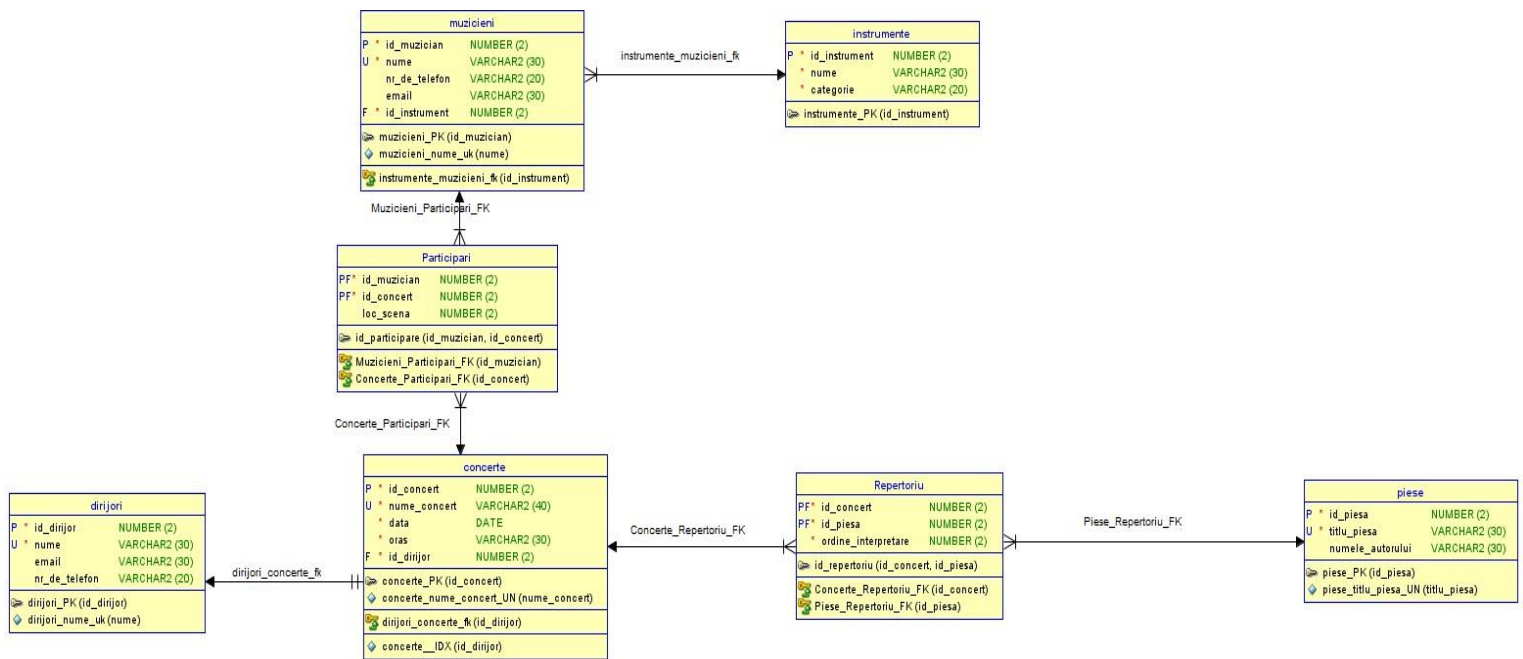 muzicieni
P * id_muzician NUMBER (2)
U * nume VARCHAR2 (30)
nr_de_telefon VARCHAR2 (20)
email VARCHAR2 (30)
F * id_instrument NUMBER (2)
muzicieni_PK (id_muzician)
muzicieni_nume_uk (nume)
instrumente_muzicieni_fk (id_instrument)
instrumente_muzicieni_fk
instrumente
P * id_instrument NUMBER (2)
* nume VARCHAR2 (30)
* categorie VARCHAR2 (20)
instrumente_PK (id_instrument)
Muzicieni_Participari_FK
Participari
PF* id_muzician NUMBER (2)
PF* id_concert NUMBER (2)
loc_scena NUMBER (2)
id_participare (id_muzician, id_concert)
Muzicieni_Participari_FK (id_muzician)
Concerte_Participari_FK (id_concert)
Concerte_Participari_FK
dirijori
P * id_dirijor NUMBER (2)
U * nume VARCHAR2 (30)
email VARCHAR2 (30)
nr_de_telefon VARCHAR2 (20)
dirijori_PK (id_dirijor)
dirijori_nume_uk (nume)
dirijori_concerte_fk
concerte
P * id_concert NUMBER (2)
U * nume_concert VARCHAR2 (40)
* data DATE
* oras VARCHAR2 (30)
F * id_dirijor NUMBER (2)
concerte_PK (id_concert)
concerte_nume_concert_UN (nume_concert)
dirijori_concerte_fk (id_dirijor)
concerte__IDX (id_dirijor)
Concerte_Repertoriu_FK
Repertoriu
PF* id_concert NUMBER (2)
PF* id_piesa NUMBER (2)
* ordine_interpretare NUMBER (2)
id_repertoriu (id_concert, id_piesa)
Concerte_Repertoriu_FK (id_concert)
Piese_Repertoriu_FK (id_piesa)
Piese_Repertoriu_FK
piese
P * id_piesa NUMBER (2)
U * titlu_piesa VARCHAR2 (30)
numele_autorului VARCHAR2 (30)
piese_PK (id_piesa)
piese_titlu_piesa_UN (titlu_piesa)